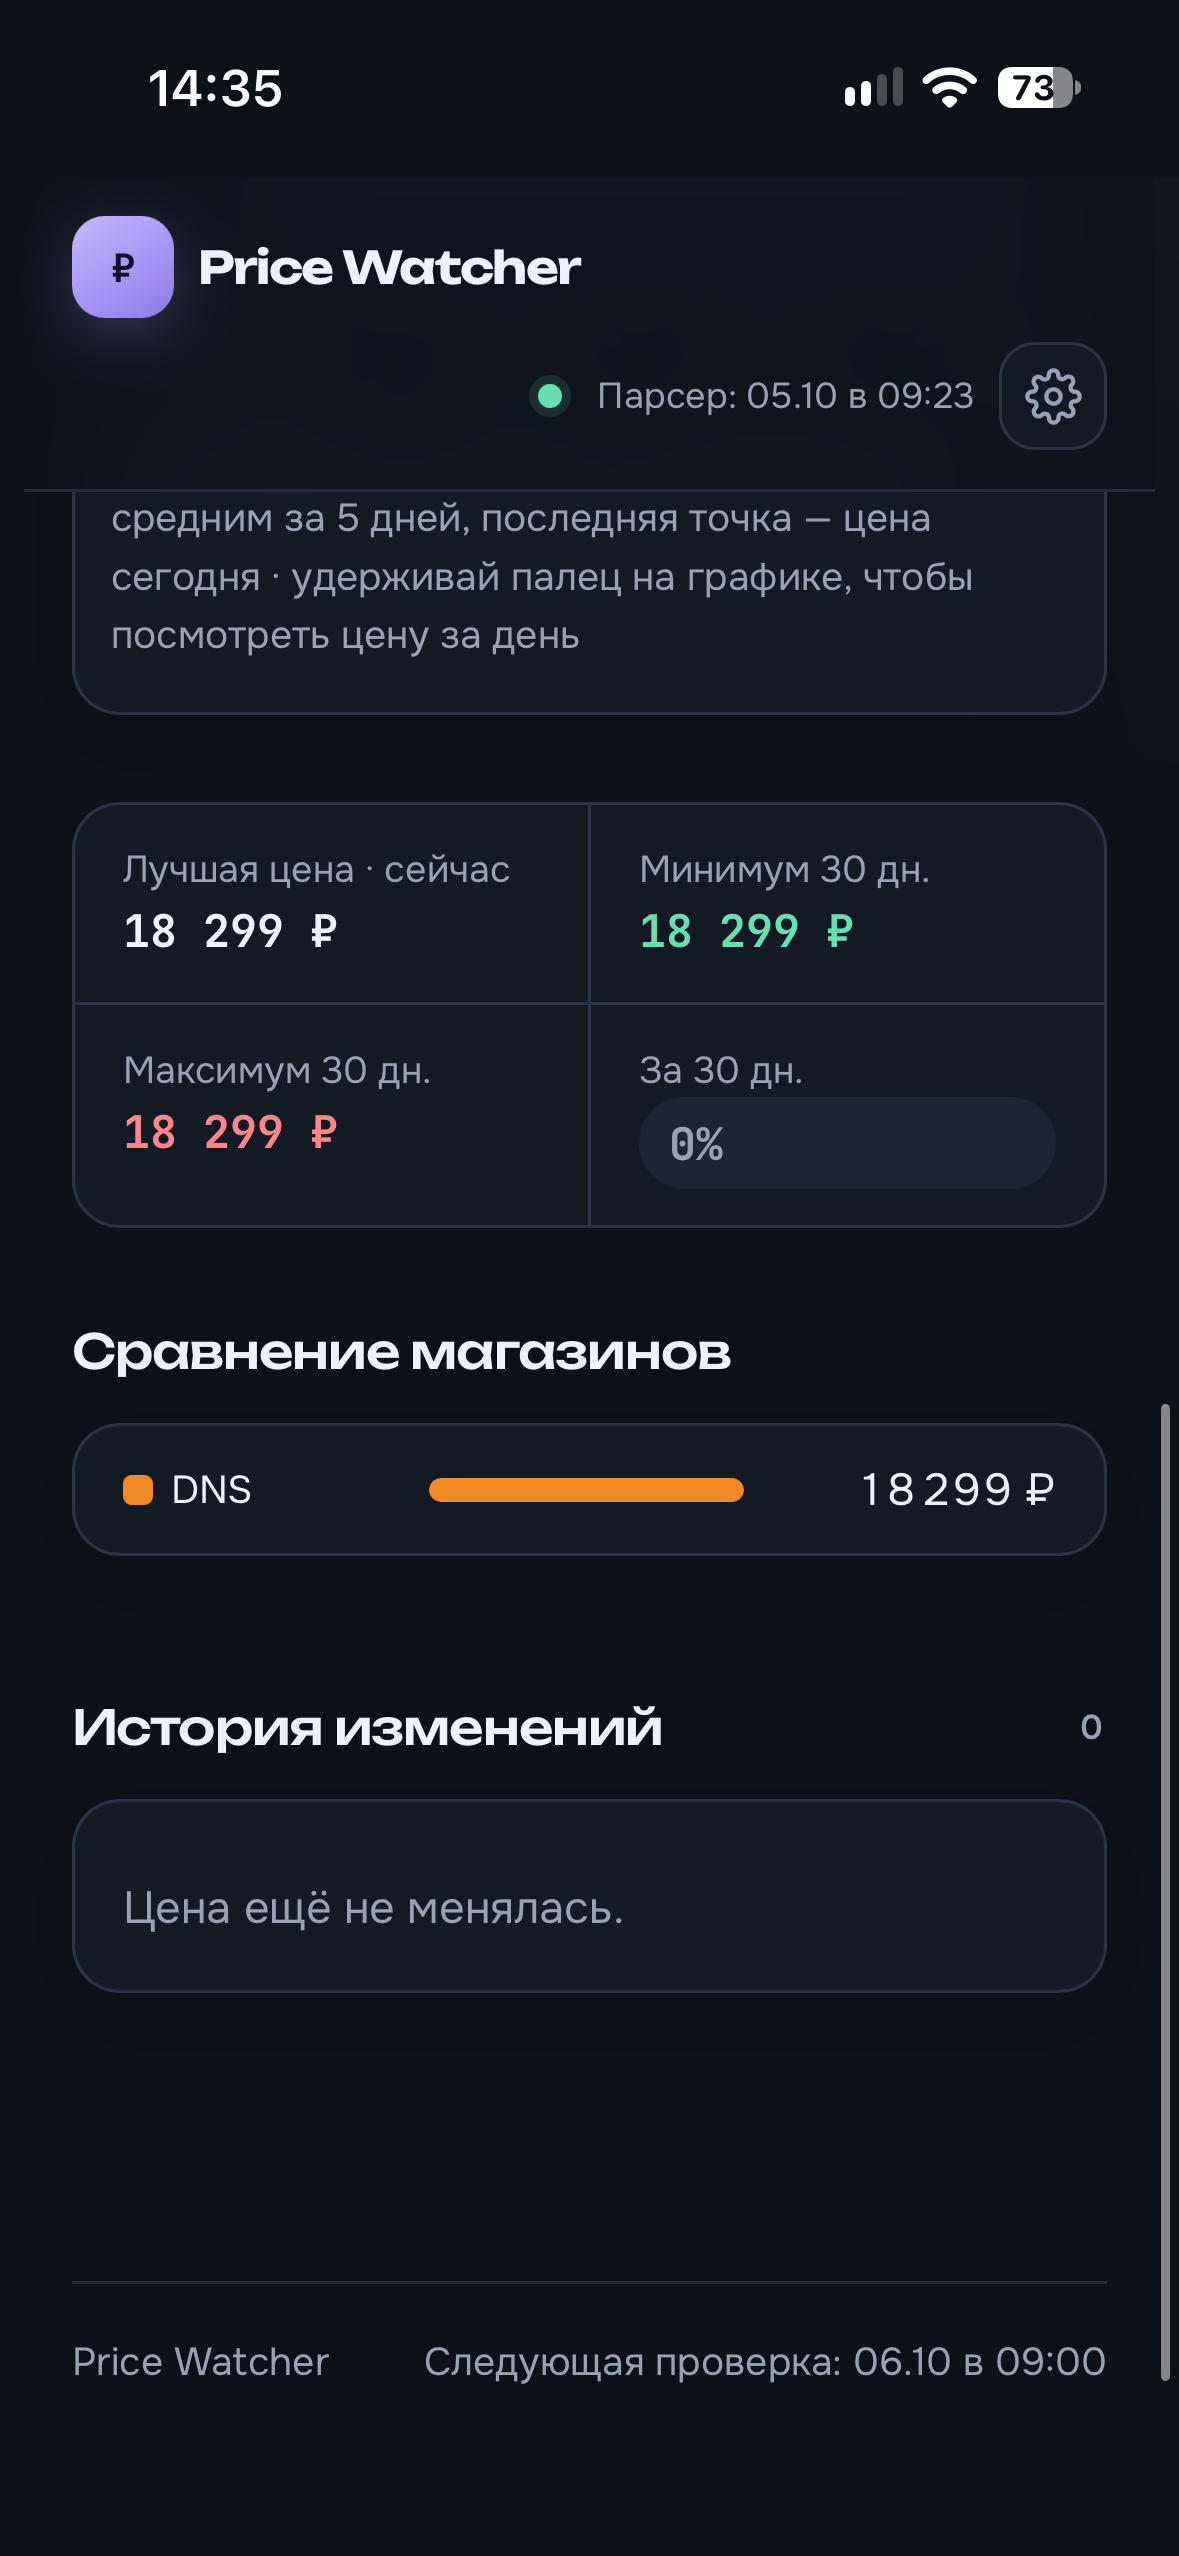 14:35
73
₽ Price Watcher
Парсер: 05.10 в 09:23
средним за 5 дней, последняя точка — цена
сегодня · удерживай палец на графике, чтобы
посмотреть цену за день
Лучшая цена · сейчас
18 299 ₽
Минимум 30 дн.
18 299 ₽
Максимум 30 дн.
18 299 ₽
За 30 дн.
0%
Сравнение магазинов
DNS 18 299 ₽
История изменений 0
Цена ещё не менялась.
Price Watcher Следующая проверка: 06.10 в 09:00